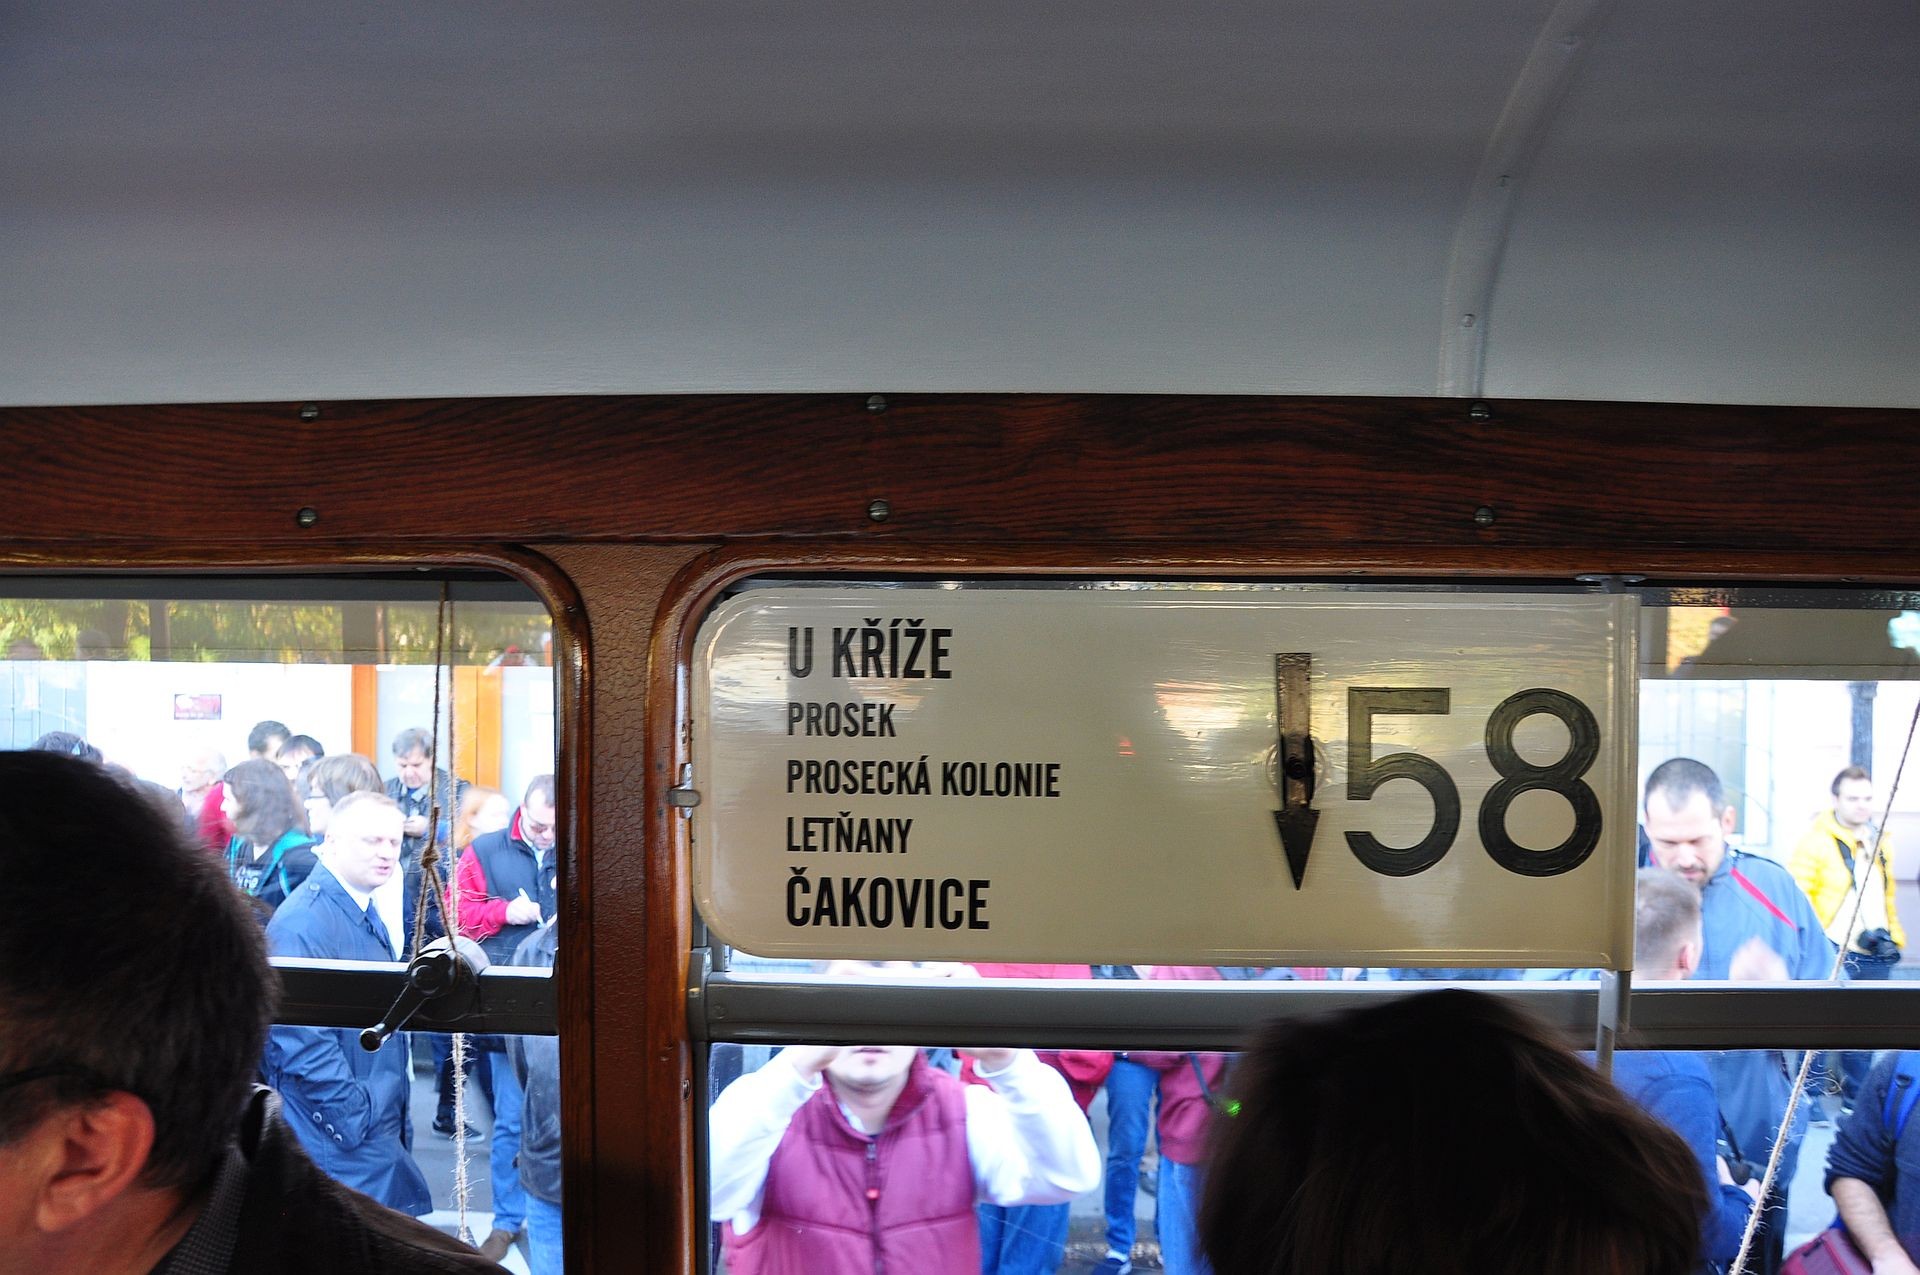 U KŘÍŽE
PROSEK
PROSECKÁ KOLONIE
LETŇANY
ČAKOVICE
58